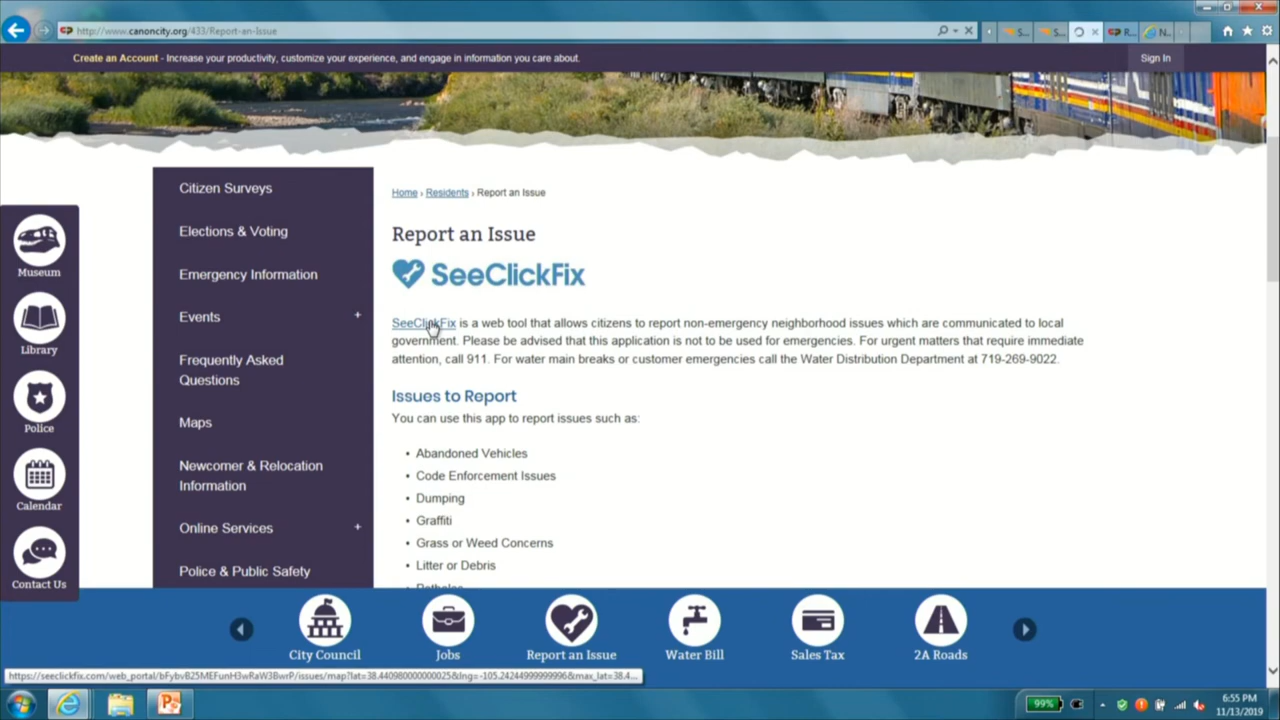 http://www.canoncity.org/433/Report-an-Issue
Create an Account - Increase your productivity, customize your experience, and engage in information you care about.
Sign In
Museum
Library
Police
Calendar
Contact Us
Citizen Surveys
Elections & Voting
Emergency Information
Events +
Frequently Asked
Questions
Maps
Newcomer & Relocation
Information
Online Services +
Police & Public Safety
Home › Residents › Report an Issue
Report an Issue
SeeClickFix
SeeClickFix is a web tool that allows citizens to report non-emergency neighborhood issues which are communicated to local
government. Please be advised that this application is not to be used for emergencies. For urgent matters that require immediate
attention, call 911. For water main breaks or customer emergencies call the Water Distribution Department at 719-269-9022.
Issues to Report
You can use this app to report issues such as:
• Abandoned Vehicles
• Code Enforcement Issues
• Dumping
• Graffiti
• Grass or Weed Concerns
• Litter or Debris
City Council
Jobs
Report an Issue
Water Bill
Sales Tax
2A Roads
99%
6:55 PM
11/13/2019